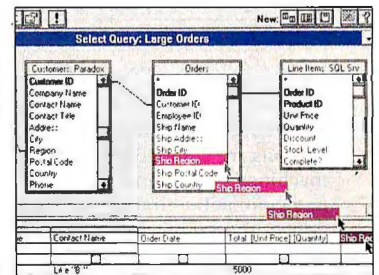 New:
Select Query: Large Orders
Customers: Paradox
Customer ID
Company Name
Contact Name
Contact Title
Address
City
Region
Postal Code
Country
Phone
Orders
*
Order ID
Customer ID
Employee ID
Ship Name
Ship Address
Ship City
Ship Region
Ship Postal Code
Ship Country
Line Items: SQL Srv
*
Order ID
Product ID
Unit Price
Quantity
Discount
Stock Level
Complete?
Ship Region
Ship Region
Contact Name
Order Date
Total: [Unit Price]*[Quantity]
Ship Re
5000